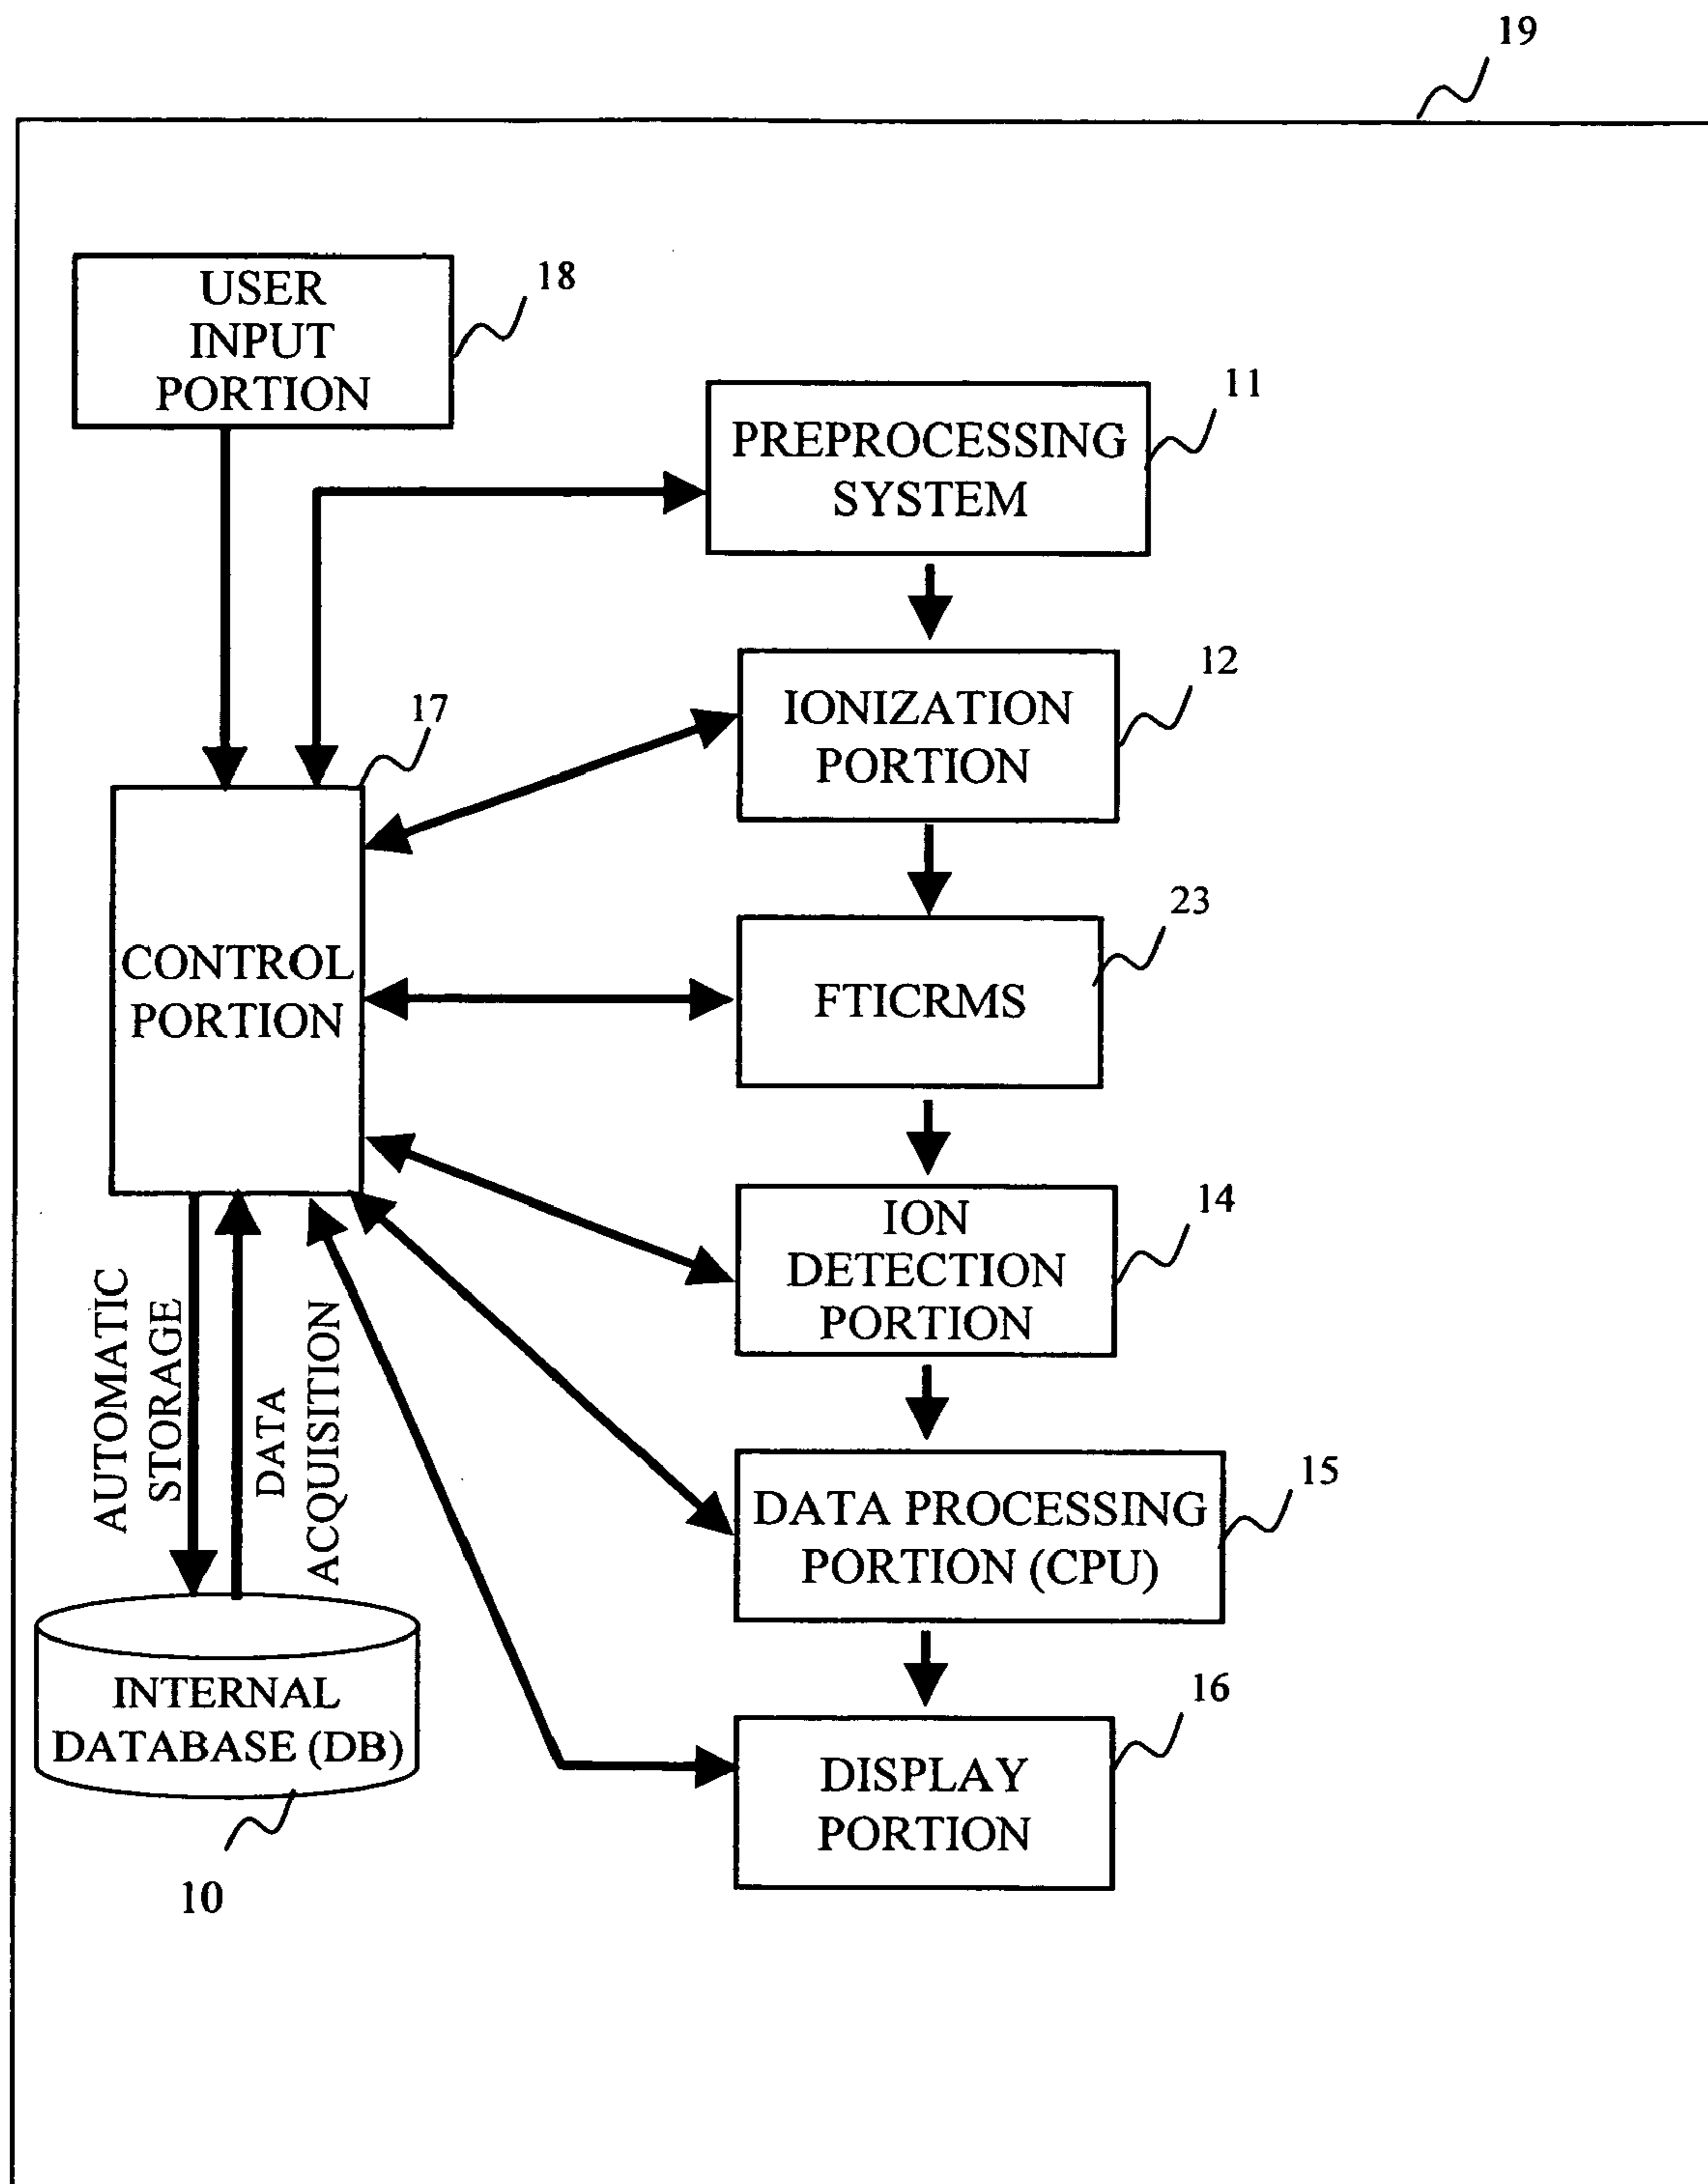 19
USER
INPUT
PORTION
18
PREPROCESSING
SYSTEM
11
IONIZATION
PORTION
12
17
CONTROL
PORTION
FTICRMS
23
ION
DETECTION
PORTION
14
AUTOMATIC
STORAGE
DATA
ACQUISITION
DATA PROCESSING
PORTION (CPU)
15
INTERNAL
DATABASE (DB)
10
DISPLAY
PORTION
16